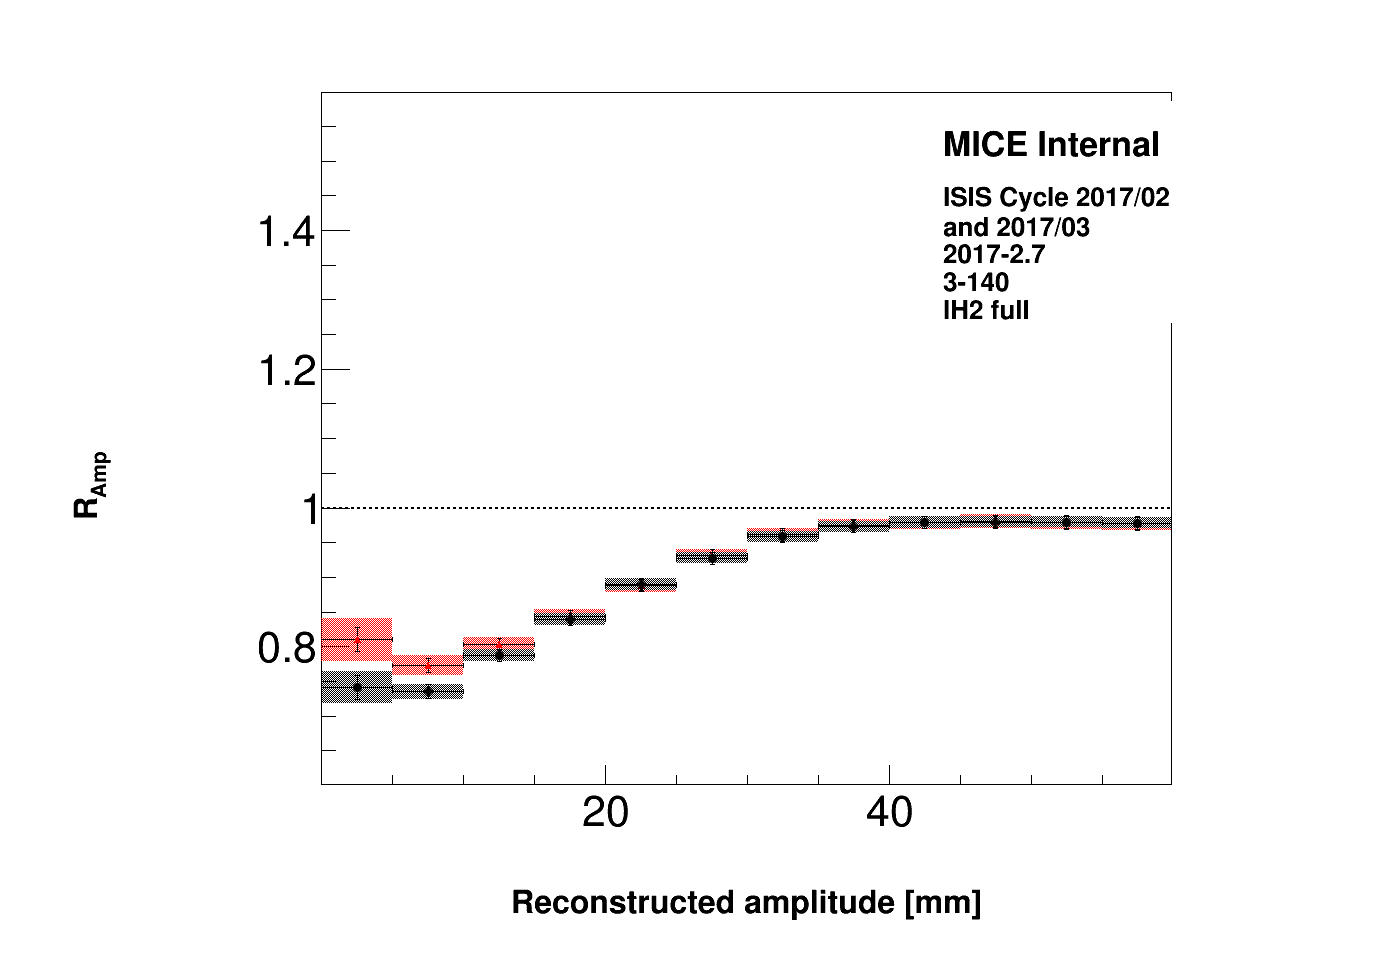 MICE Internal
ISIS Cycle 2017/02
and 2017/03
2017-2.7
3-140
IH2 full
1.4
1.2
1
0.8
R_Amp
20
40
Reconstructed amplitude [mm]